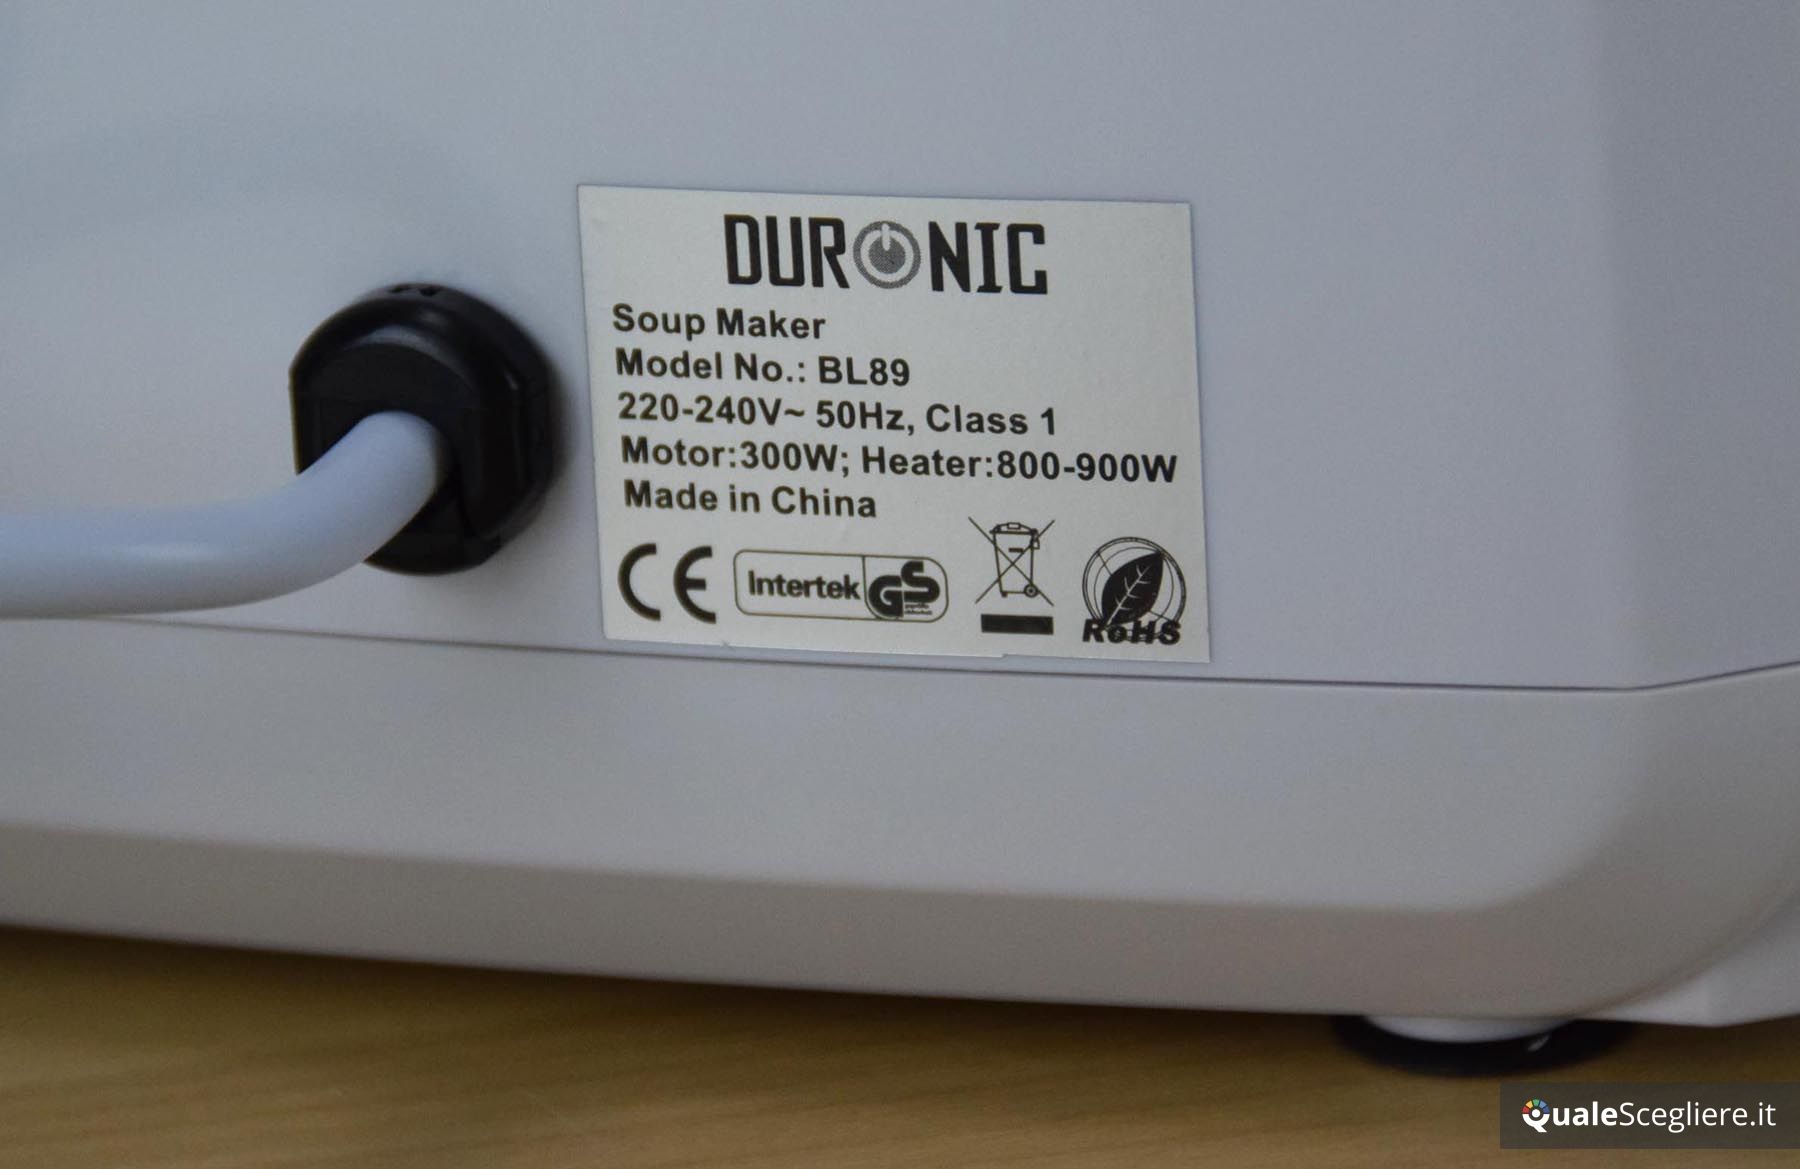 DURONIC
Soup Maker
Model No.: BL89
220-240V~ 50Hz, Class 1
Motor:300W; Heater:800-900W
Made in China
CE Intertek GS
RoHS
QualeScegliere.it